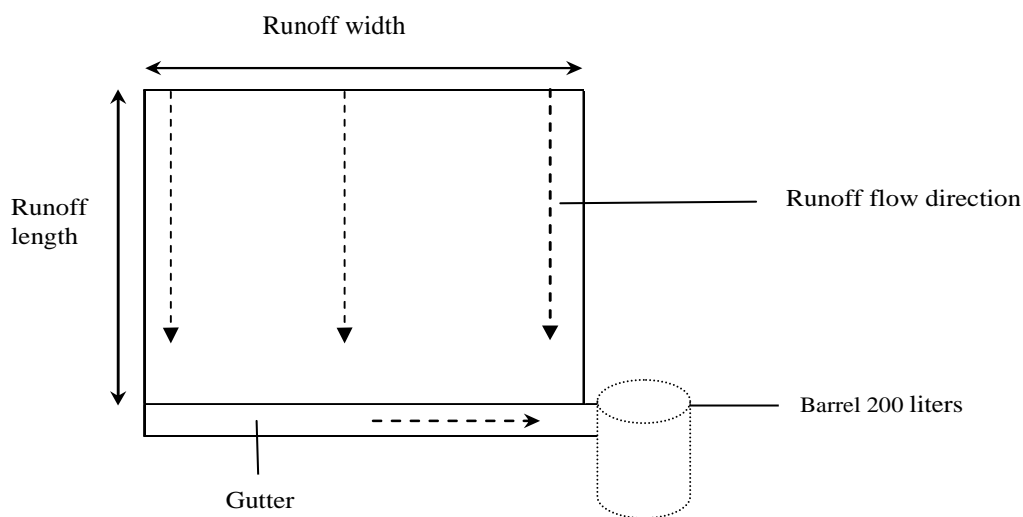 Runoff width
Runoff
length
Runoff flow direction
Barrel 200 liters
Gutter